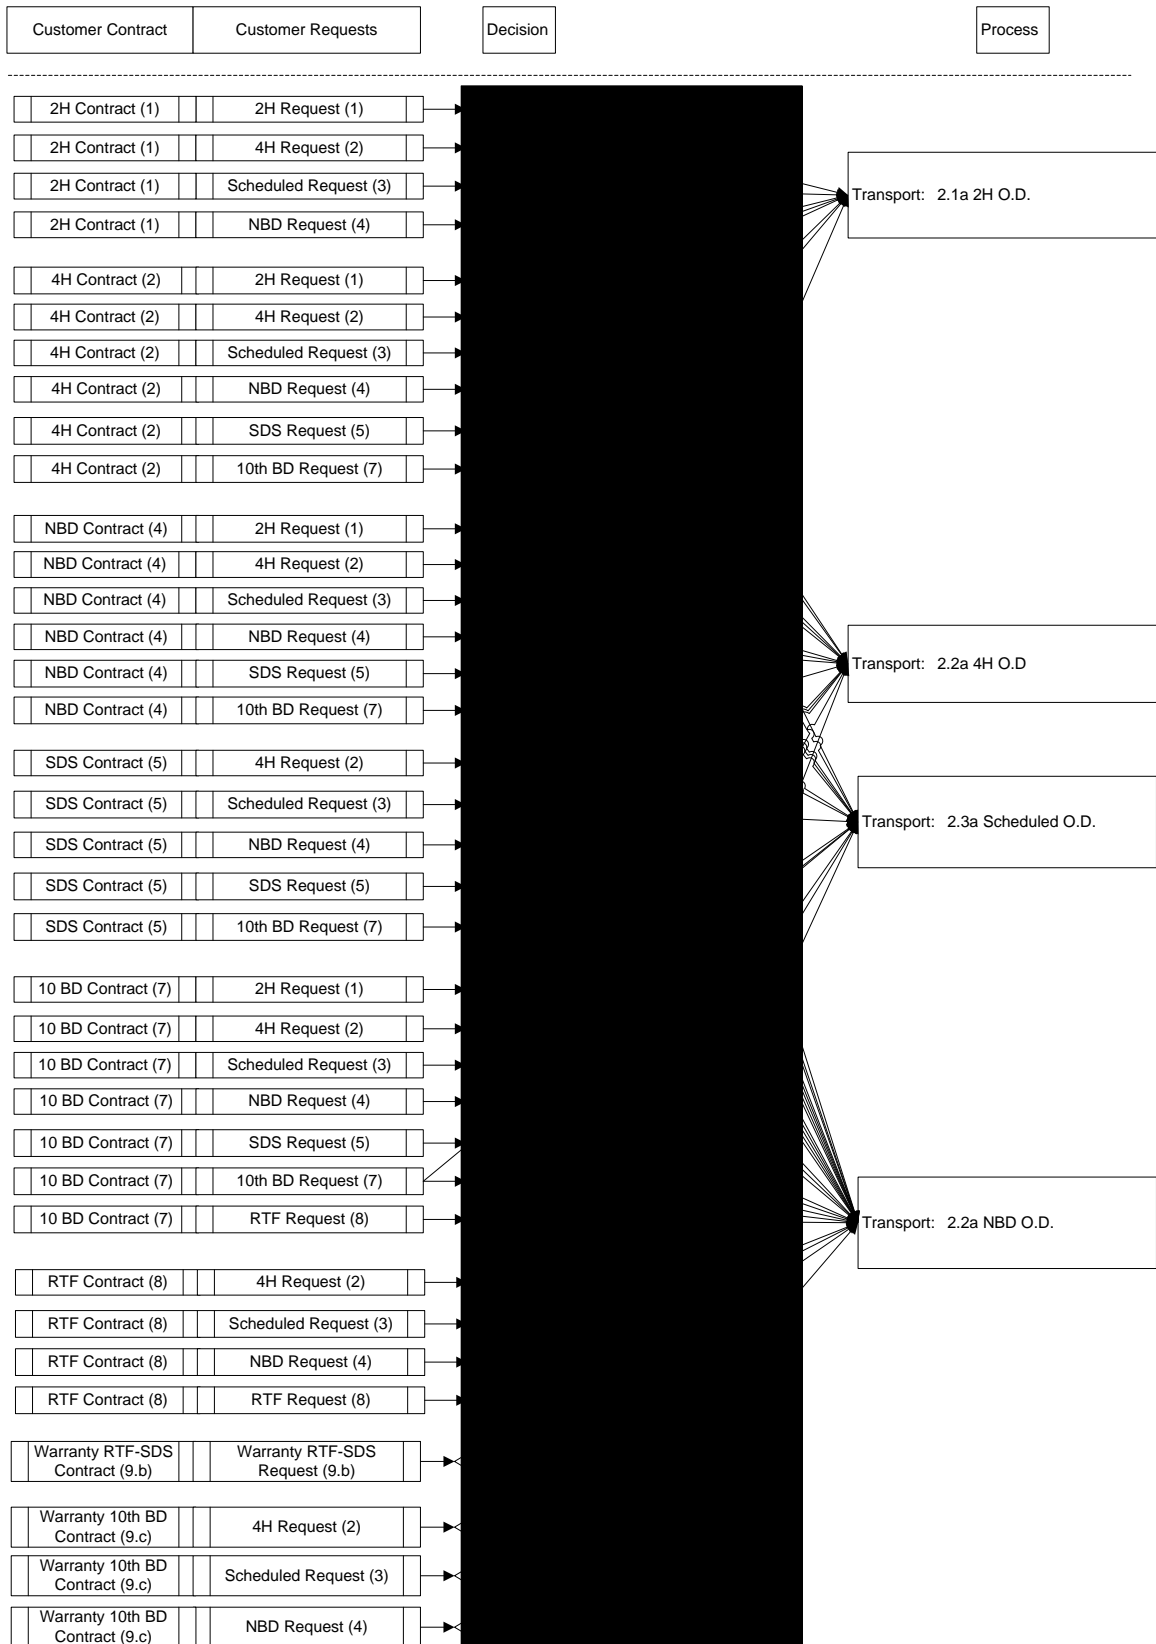 Customer Contract
Customer Requests
Decision
Process
2H Contract (1)
2H Request (1)
2H Contract (1)
4H Request (2)
2H Contract (1)
Scheduled Request (3)
2H Contract (1)
NBD Request (4)
Transport: 2.1a 2H O.D.
4H Contract (2)
2H Request (1)
4H Contract (2)
4H Request (2)
4H Contract (2)
Scheduled Request (3)
4H Contract (2)
NBD Request (4)
4H Contract (2)
SDS Request (5)
4H Contract (2)
10th BD Request (7)
NBD Contract (4)
2H Request (1)
NBD Contract (4)
4H Request (2)
NBD Contract (4)
Scheduled Request (3)
NBD Contract (4)
NBD Request (4)
NBD Contract (4)
SDS Request (5)
NBD Contract (4)
10th BD Request (7)
Transport: 2.2a 4H O.D
SDS Contract (5)
4H Request (2)
SDS Contract (5)
Scheduled Request (3)
SDS Contract (5)
NBD Request (4)
SDS Contract (5)
SDS Request (5)
SDS Contract (5)
10th BD Request (7)
Transport: 2.3a Scheduled O.D.
10 BD Contract (7)
2H Request (1)
10 BD Contract (7)
4H Request (2)
10 BD Contract (7)
Scheduled Request (3)
10 BD Contract (7)
NBD Request (4)
10 BD Contract (7)
SDS Request (5)
10 BD Contract (7)
10th BD Request (7)
10 BD Contract (7)
RTF Request (8)
Transport: 2.2a NBD O.D.
RTF Contract (8)
4H Request (2)
RTF Contract (8)
Scheduled Request (3)
RTF Contract (8)
NBD Request (4)
RTF Contract (8)
RTF Request (8)
Warranty RTF-SDS
Contract (9.b)
Warranty RTF-SDS
Request (9.b)
Warranty 10th BD
Contract (9.c)
4H Request (2)
Warranty 10th BD
Contract (9.c)
Scheduled Request (3)
Warranty 10th BD
Contract (9.c)
NBD Request (4)